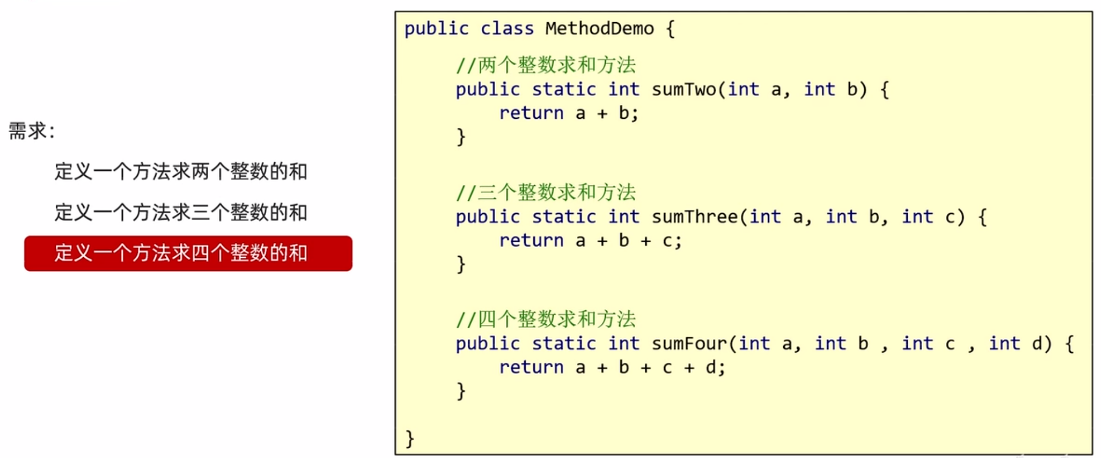 需求：
定义一个方法求两个整数的和
定义一个方法求三个整数的和
定义一个方法求四个整数的和
public class MethodDemo {
//两个整数求和方法
public static int sumTwo(int a, int b) {
return a + b;
}
//三个整数求和方法
public static int sumThree(int a, int b, int c) {
return a + b + c;
}
//四个整数求和方法
public static int sumFour(int a, int b , int c , int d) {
return a + b + c + d;
}
}